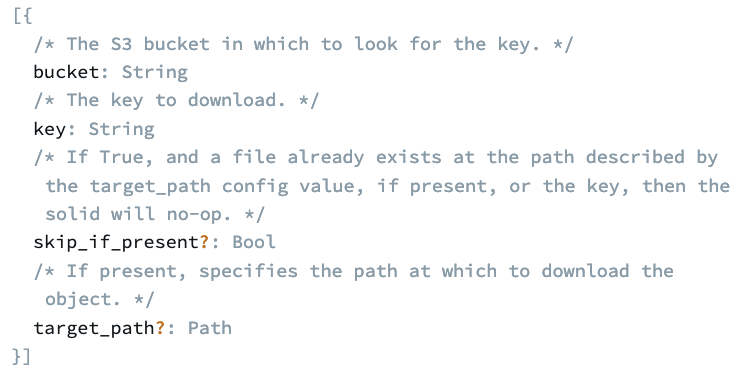 [{
/* The S3 bucket in which to look for the key. */
bucket: String
/* The key to download. */
key: String
/* If True, and a file already exists at the path described by
the target_path config value, if present, or the key, then the
solid will no-op. */
skip_if_present?: Bool
/* If present, specifies the path at which to download the
object. */
target_path?: Path
}]